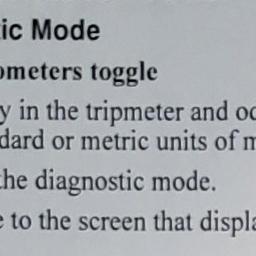 tic Mode
ometers toggle
y in the tripmeter and oc
dard or metric units of m
the diagnostic mode.
e to the screen that displa